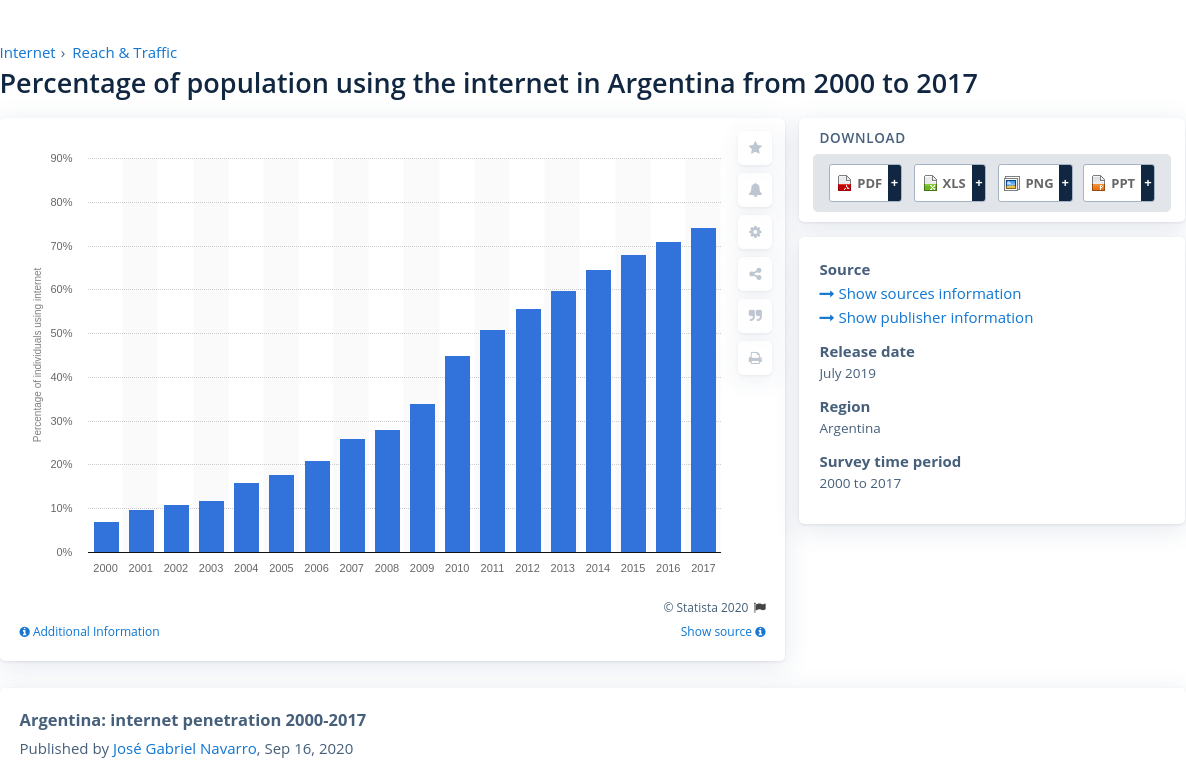 Internet › Reach & Traffic
Percentage of population using the internet in Argentina from 2000 to 2017
90%
80%
70%
60%
50%
40%
30%
20%
10%
0%
Percentage of individuals using internet
2000 2001 2002 2003 2004 2005 2006 2007 2008 2009 2010 2011 2012 2013 2014 2015 2016 2017
© Statista 2020
Additional Information
Show source
DOWNLOAD
PDF + XLS + PNG + PPT +
Source
Show sources information
Show publisher information
Release date
July 2019
Region
Argentina
Survey time period
2000 to 2017
Argentina: internet penetration 2000-2017
Published by José Gabriel Navarro, Sep 16, 2020